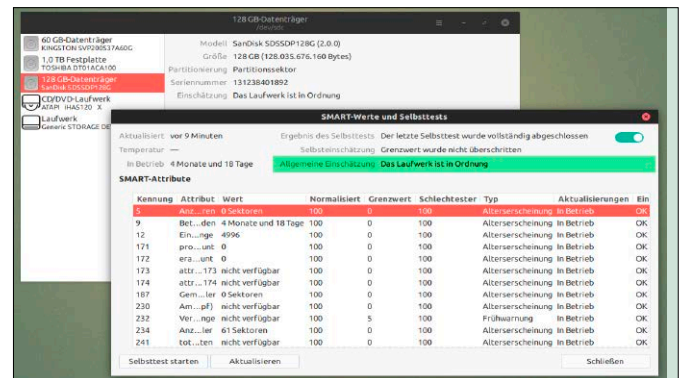 128 GB-Datenträger
/dev/sdc
60 GB-Datenträger
KINGSTON SVP200S37A60G
1,0 TB Festplatte
TOSHIBA DT01ACA100
128 GB-Datenträger
SanDisk SDSSDP128G
CD/DVD-Laufwerk
ATAPI iHAS120 X
Laufwerk
Generic STORAGE DE
Modell SanDisk SDSSDP128G (2.0.0)
Größe 128 GB (128.035.676.160 Bytes)
Partitionierung Partitionssektor
Seriennummer 131238401892
Einschätzung Das Laufwerk ist in Ordnung
SMART-Werte und Selbsttests
Aktualisiert vor 9 Minuten Ergebnis des Selbsttests Der letzte Selbsttest wurde vollständig abgeschlossen
Temperatur — Selbsteinschätzung Grenzwert wurde nicht überschritten
In Betrieb 4 Monate und 18 Tage Allgemeine Einschätzung Das Laufwerk ist in Ordnung
SMART-Attribute
Kennung Attribut Wert Normalisiert Grenzwert Schlechtester Typ Aktualisierungen Ein
5 Anz...ren 0 Sektoren 100 0 100 Alterserscheinung In Betrieb OK
9 Bet...den 4 Monate und 18 Tage 100 0 100 Alterserscheinung In Betrieb OK
12 Ein...nge 4996 100 0 100 Alterserscheinung In Betrieb OK
171 pro...unt 0 100 0 100 Alterserscheinung In Betrieb OK
172 era...unt 0 100 0 100 Alterserscheinung In Betrieb OK
173 attr...173 nicht verfügbar 100 0 100 Alterserscheinung In Betrieb OK
174 attr...174 nicht verfügbar 100 0 100 Alterserscheinung In Betrieb OK
187 Gem...ler 0 Sektoren 100 0 100 Alterserscheinung In Betrieb OK
230 Am...pf) nicht verfügbar 100 0 100 Alterserscheinung In Betrieb OK
232 Ver...nge nicht verfügbar 100 5 100 Frühwarnung In Betrieb OK
234 Anz...ler 61 Sektoren 100 0 100 Alterserscheinung In Betrieb OK
241 tot...ten nicht verfügbar 100 0 100 Alterserscheinung In Betrieb OK
Selbsttest starten Aktualisieren Schließen